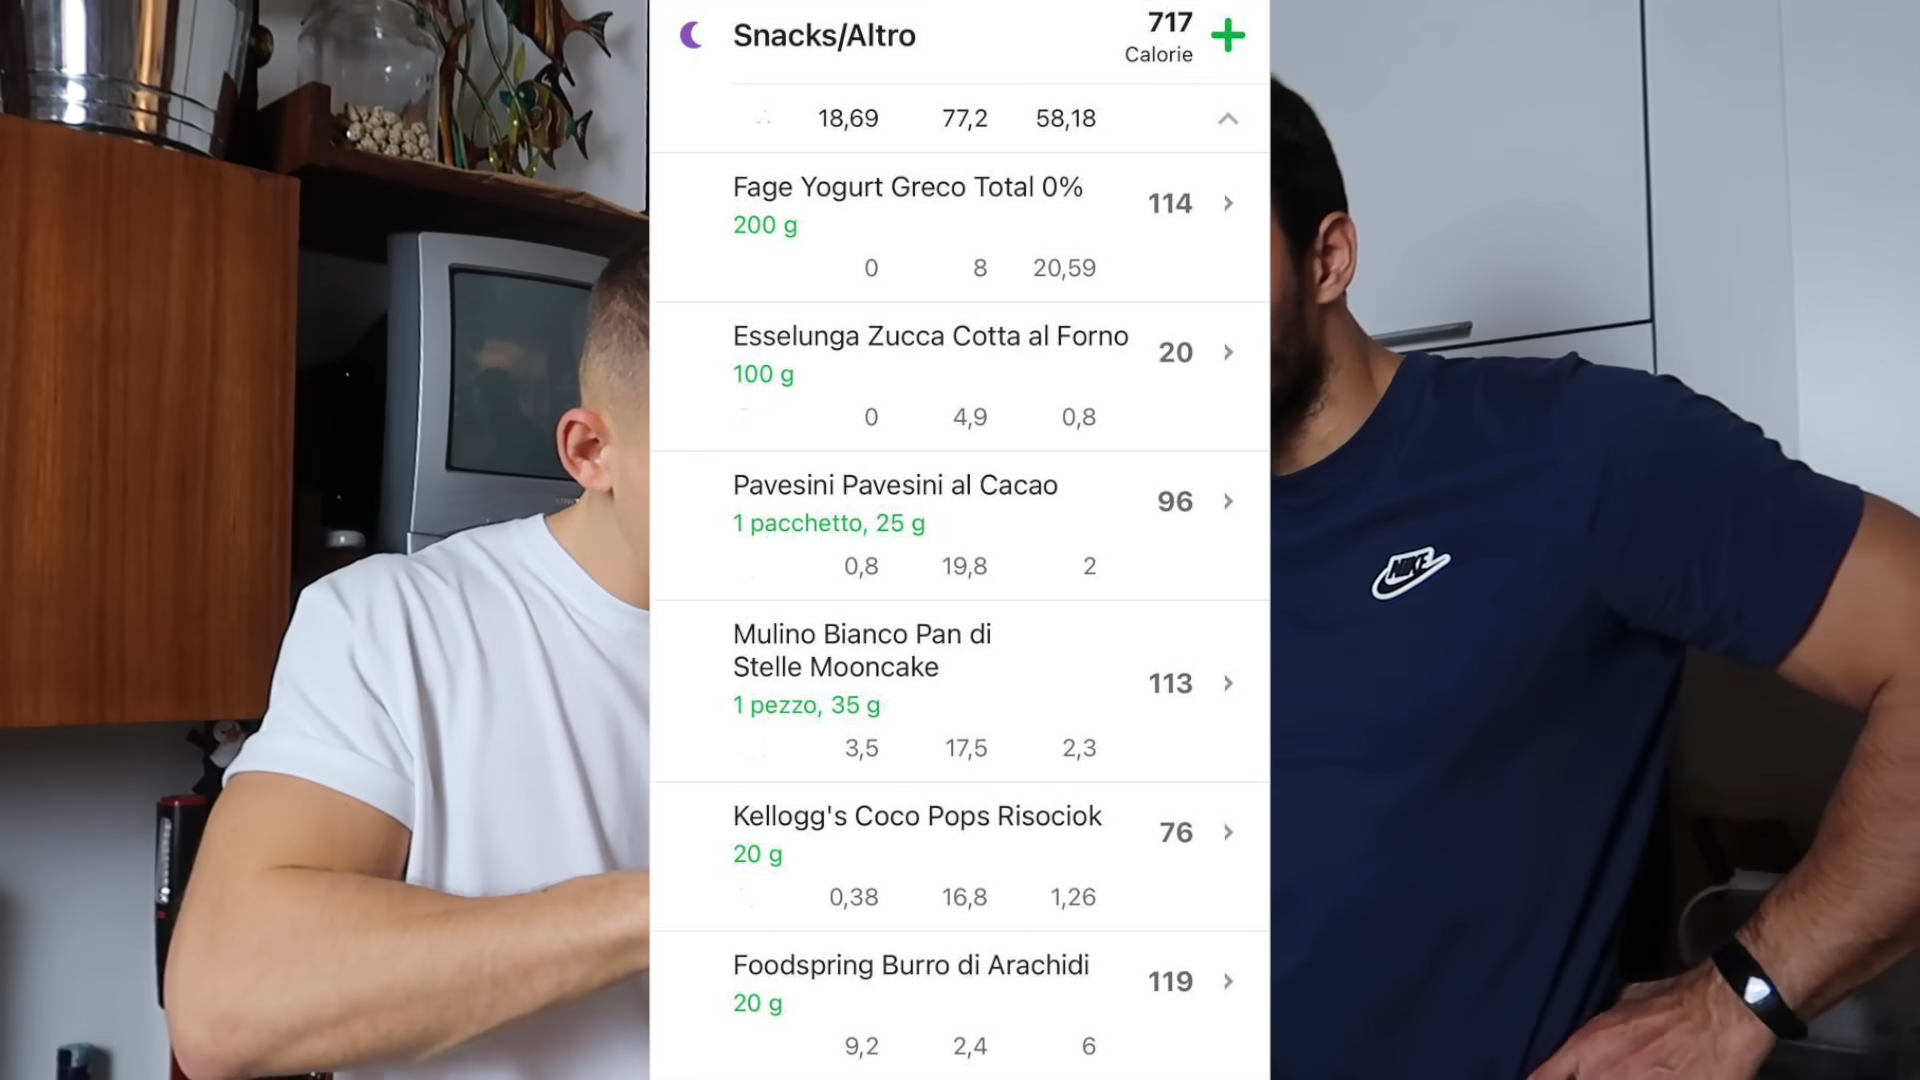 Snacks/Altro
717
Calorie
18,69 77,2 58,18
Fage Yogurt Greco Total 0%
114
200 g
0 8 20,59
Esselunga Zucca Cotta al Forno
20
100 g
0 4,9 0,8
Pavesini Pavesini al Cacao
96
1 pacchetto, 25 g
0,8 19,8 2
Mulino Bianco Pan di
Stelle Mooncake
113
1 pezzo, 35 g
3,5 17,5 2,3
Kellogg's Coco Pops Risociok
76
20 g
0,38 16,8 1,26
Foodspring Burro di Arachidi
119
20 g
9,2 2,4 6
NIKE